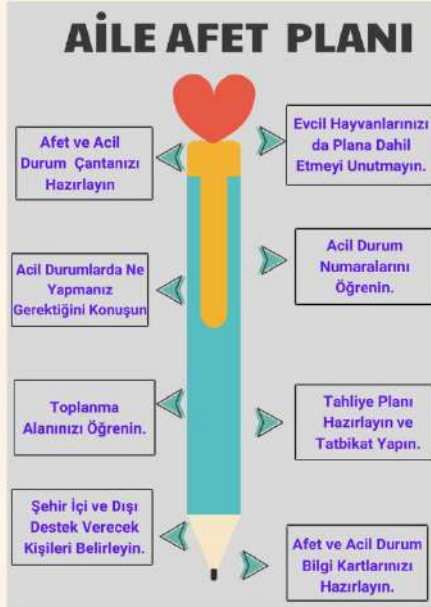 AİLE AFET PLANI
Afet ve Acil
Durum Çantanızı
Hazırlayın
Evcil Hayvanlarınızı
da Plana Dahil
Etmeyi Unutmayın.
Acil Durumlarda Ne
Yapmanız
Gerektiğini Konuşun
Acil Durum
Numaralarını
Öğrenin.
Toplanma
Alanınızı Öğrenin.
Tahliye Planı
Hazırlayın ve
Tatbikat Yapın.
Şehir İçi ve Dışı
Destek Verecek
Kişileri Belirleyin.
Afet ve Acil Durum
Bilgi Kartlarınızı
Hazırlayın.